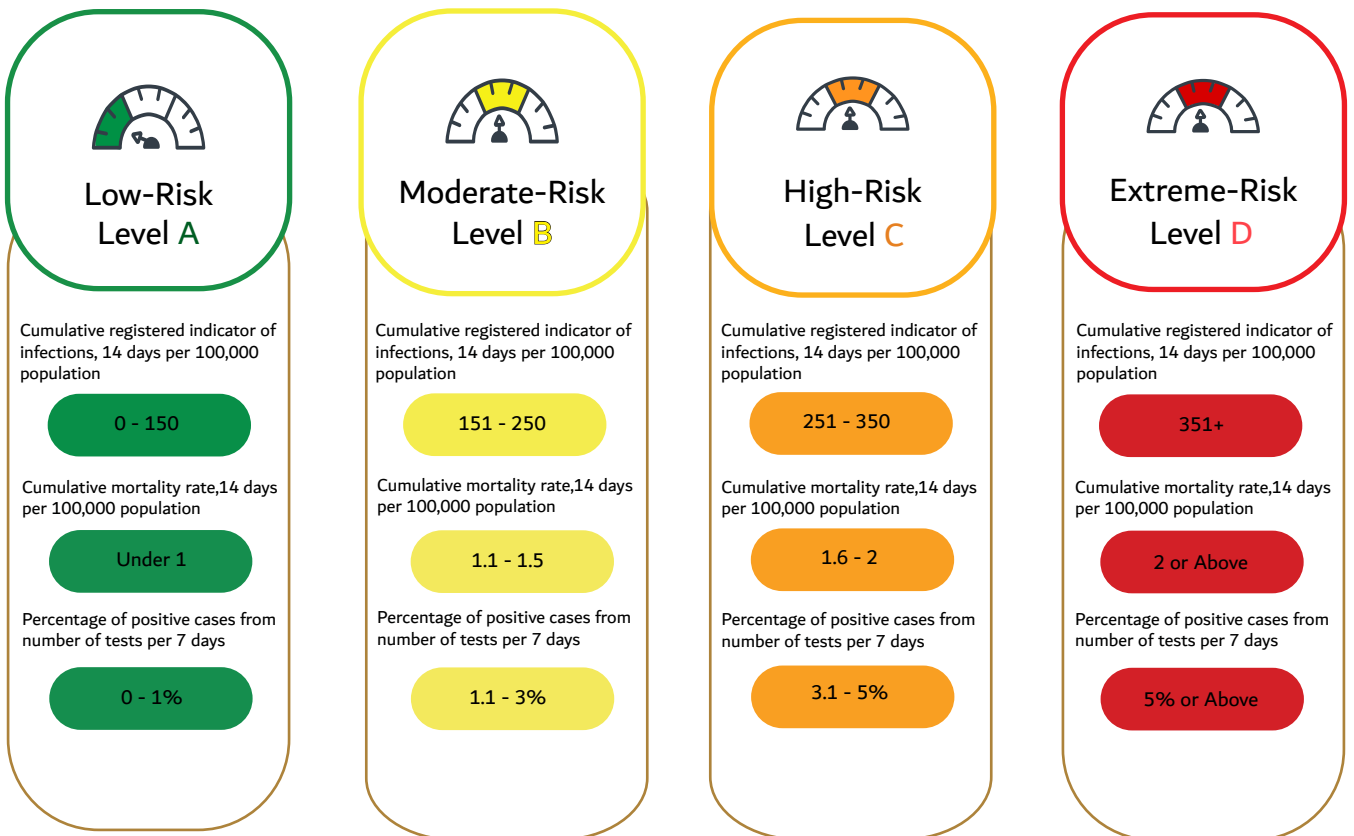 Low-Risk
Level A
Cumulative registered indicator of
infections, 14 days per 100,000
population
0 - 150
Cumulative mortality rate,14 days
per 100,000 population
Under 1
Percentage of positive cases from
number of tests per 7 days
0 - 1%
Moderate-Risk
Level B
Cumulative registered indicator of
infections, 14 days per 100,000
population
151 - 250
Cumulative mortality rate,14 days
per 100,000 population
1.1 - 1.5
Percentage of positive cases from
number of tests per 7 days
1.1 - 3%
High-Risk
Level C
Cumulative registered indicator of
infections, 14 days per 100,000
population
251 - 350
Cumulative mortality rate,14 days
per 100,000 population
1.6 - 2
Percentage of positive cases from
number of tests per 7 days
3.1 - 5%
Extreme-Risk
Level D
Cumulative registered indicator of
infections, 14 days per 100,000
population
351+
Cumulative mortality rate,14 days
per 100,000 population
2 or Above
Percentage of positive cases from
number of tests per 7 days
5% or Above